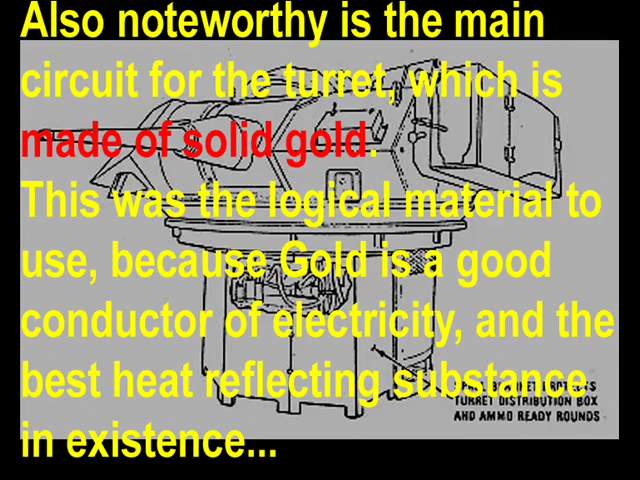 Also noteworthy is the main
circuit for the turret, which is
made of solid gold.
This was the logical material to
use, because Gold is a good
conductor of electricity, and the
best heat reflecting substance
in existence...
TURRET DISTRIBUTION BOX
AND AMMO READY ROUNDS